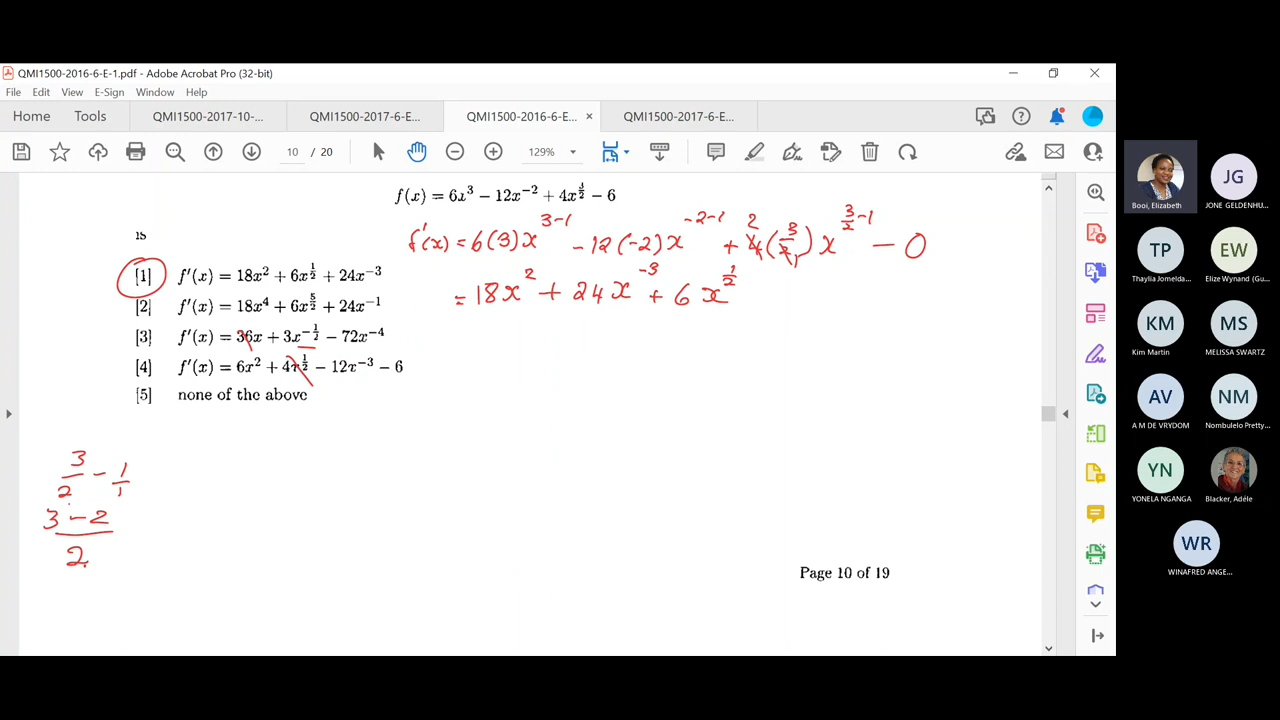 QMI1500-2016-6-E-1.pdf - Adobe Acrobat Pro (32-bit)
File Edit View E-Sign Window Help
Home Tools QMI1500-2017-10-... QMI1500-2017-6-E... QMI1500-2016-6-E... × QMI1500-2017-6-E...
10 / 20 129%
f(x) = 6x³ − 12x⁻² + 4x^(3/2) − 6
is
f'(x) = 6(3)x^(3-1) − 12(-2)x^(-2-1) + 4(3/2)x^(3/2-1) − 0
2
1
= 18x² + 24x⁻³ + 6x^(1/2)
[1] f′(x) = 18x² + 6x^(1/2) + 24x⁻³
[2] f′(x) = 18x⁴ + 6x^(5/2) + 24x⁻¹
[3] f′(x) = 36x + 3x^(−1/2) − 72x⁻⁴
[4] f′(x) = 6x² + 4x^(1/2) − 12x⁻³ − 6
[5] none of the above
3/2 − 1/1
3 − 2
2
Page 10 of 19
Booi, Elizabeth
JG
JONE GELDENHU...
TP
Thaylia Jomelda...
EW
Elize Wynand (...
KM
Kim Martin
MS
MELISSA SWARTZ
AV
A M DE VRYDOM
NM
Nombulelo Pretty...
YN
YONELA NGANGA
Blacker, Adéle
WR
WINAFRED ANGE...